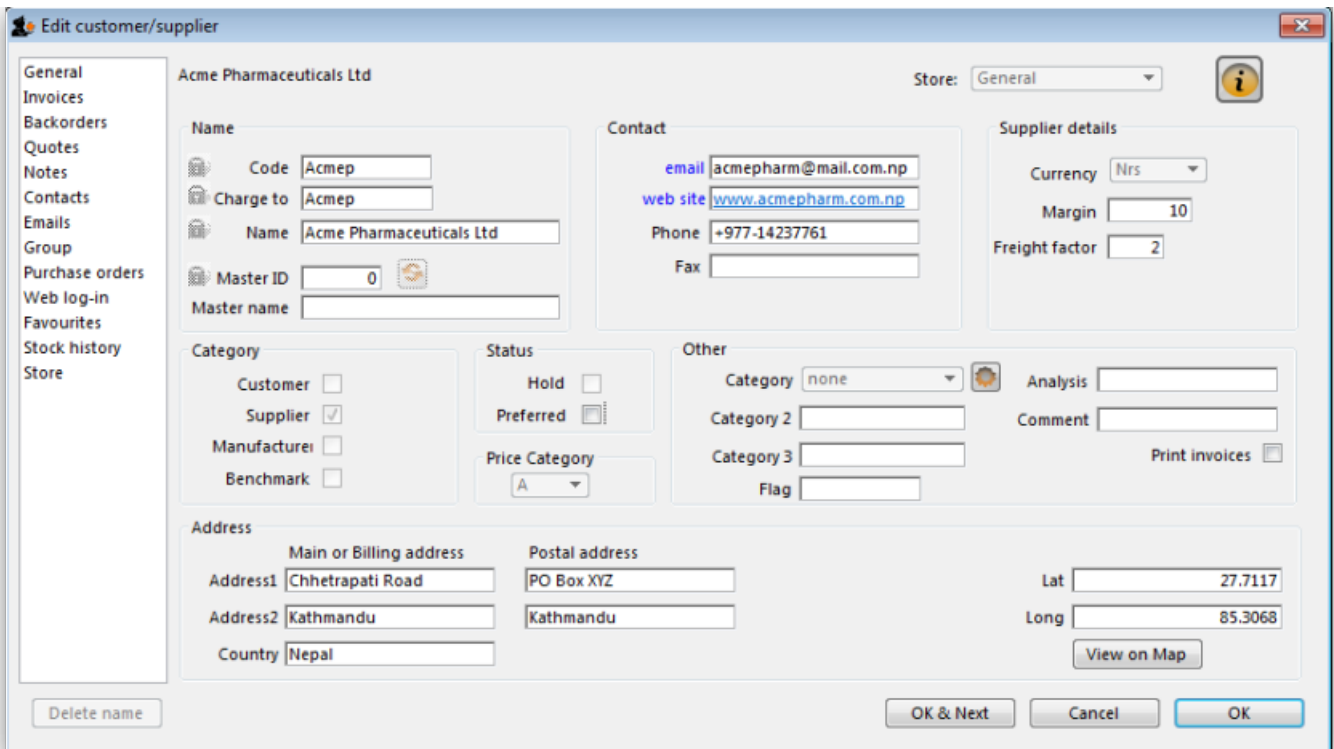 Edit customer/supplier
General
Invoices
Backorders
Quotes
Notes
Contacts
Emails
Group
Purchase orders
Web log-in
Favourites
Stock history
Store
Acme Pharmaceuticals Ltd
Store: General
Name
Code Acmep
Charge to Acmep
Name Acme Pharmaceuticals Ltd
Master ID 0
Master name
Contact
email acmepharm@mail.com.np
web site www.acmepharm.com.np
Phone +977-14237761
Fax
Supplier details
Currency Nrs
Margin 10
Freight factor 2
Category
Customer
Supplier
Manufacturer
Benchmark
Status
Hold
Preferred
Price Category
A
Other
Category none
Category 2
Category 3
Flag
Analysis
Comment
Print invoices
Address
Main or Billing address Postal address
Address1 Chhetrapati Road PO Box XYZ
Address2 Kathmandu Kathmandu
Country Nepal
Lat 27.7117
Long 85.3068
View on Map
Delete name
OK & Next Cancel OK